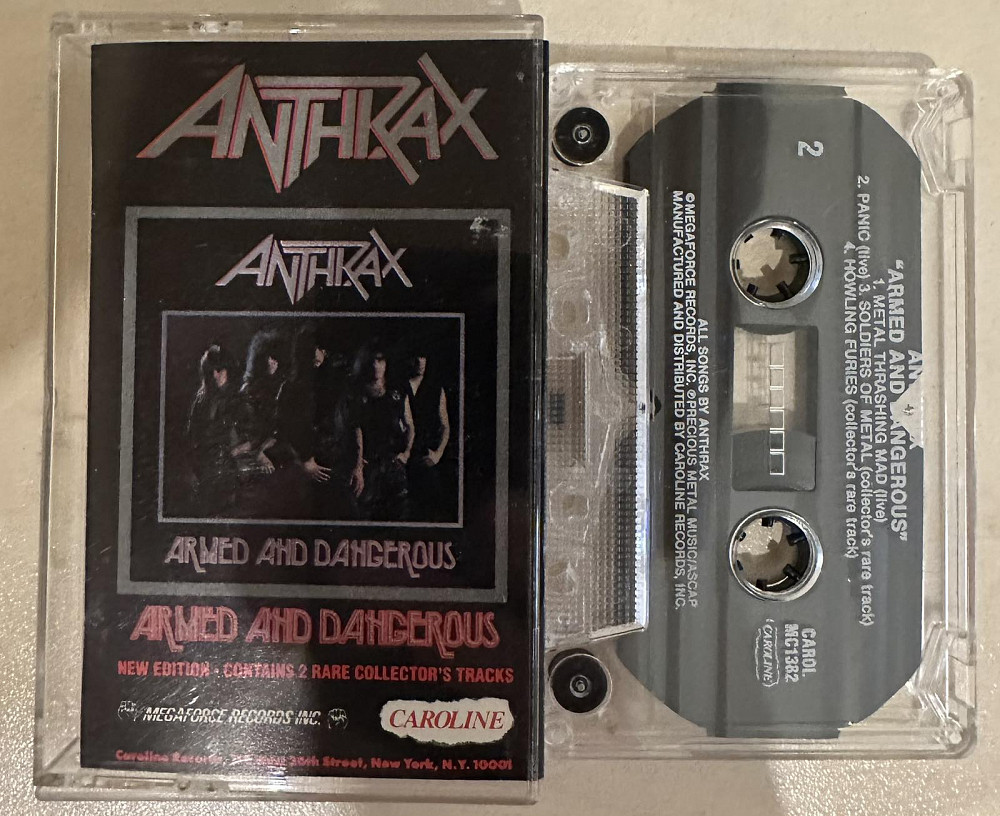 ANTHRAX
ANTHRAX
ARMED AND DANGEROUS
ARMED AND DANGEROUS
NEW EDITION · CONTAINS 2 RARE COLLECTOR'S TRACKS
MEGAFORCE RECORDS INC.
CAROLINE
Caroline Records, Street, New York, N.Y. 10001
2
"ARMED AND DANGEROUS"
1. METAL THRASHING MAD (live)
2. PANIC (live) 3. SOLDIERS OF METAL (collector's rare track)
4. HOWLING FURIES (collector's rare track)
CAROL
MC1382
CAROLINE
ALL SONGS BY ANTHRAX
©MEGAFORCE RECORDS, INC. ℗PRECIOUS METAL MUSIC/ASCAP
MANUFACTURED AND DISTRIBUTED BY CAROLINE RECORDS, INC.